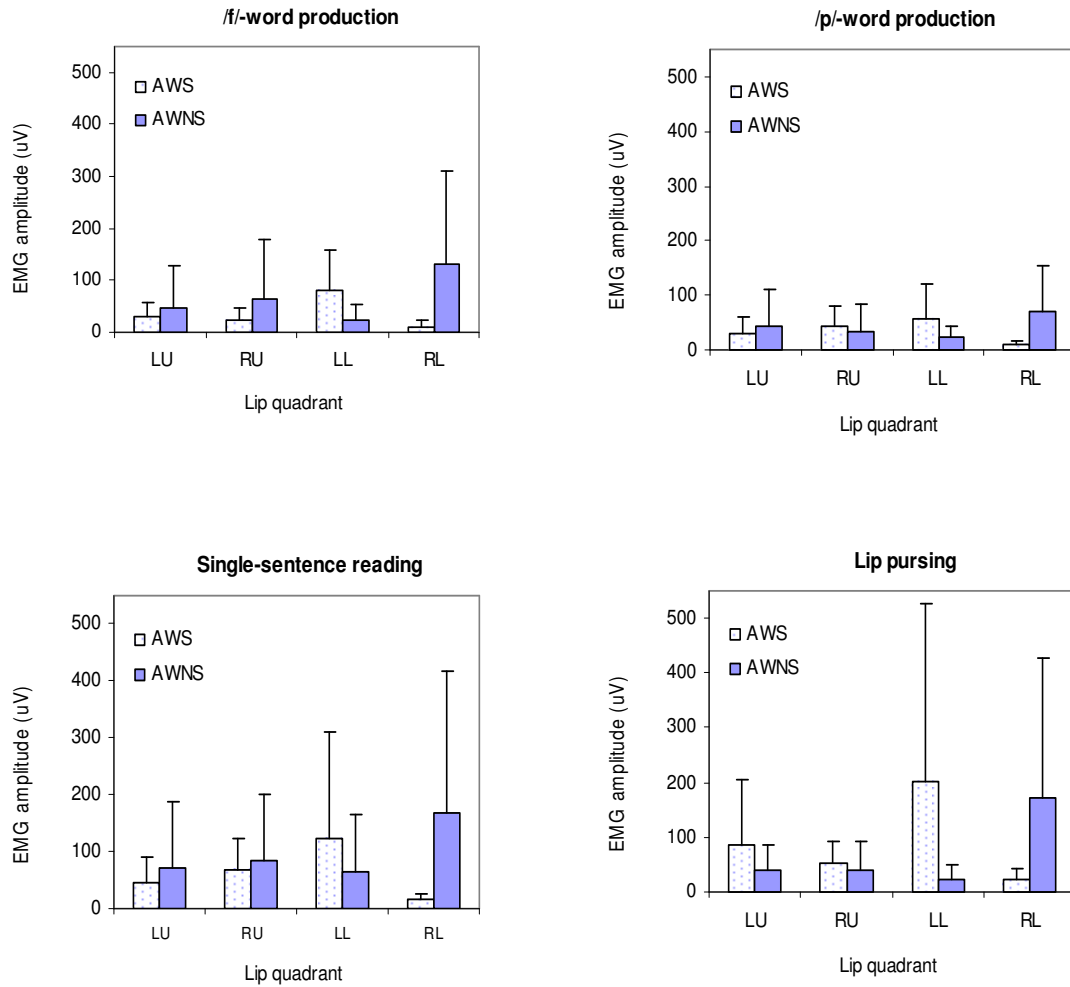 /f/-word production
EMG amplitude (uV)
500
400
300
200
100
0
AWS
AWNS
LU RU LL RL
Lip quadrant
/p/-word production
EMG amplitude (uV)
500
400
300
200
100
0
AWS
AWNS
LU RU LL RL
Lip quadrant
Single-sentence reading
EMG amplitude (uV)
500
400
300
200
100
0
AWS
AWNS
LU RU LL RL
Lip quadrant
Lip pursing
EMG amplitude (uV)
500
400
300
200
100
0
AWS
AWNS
LU RU LL RL
Lip quadrant